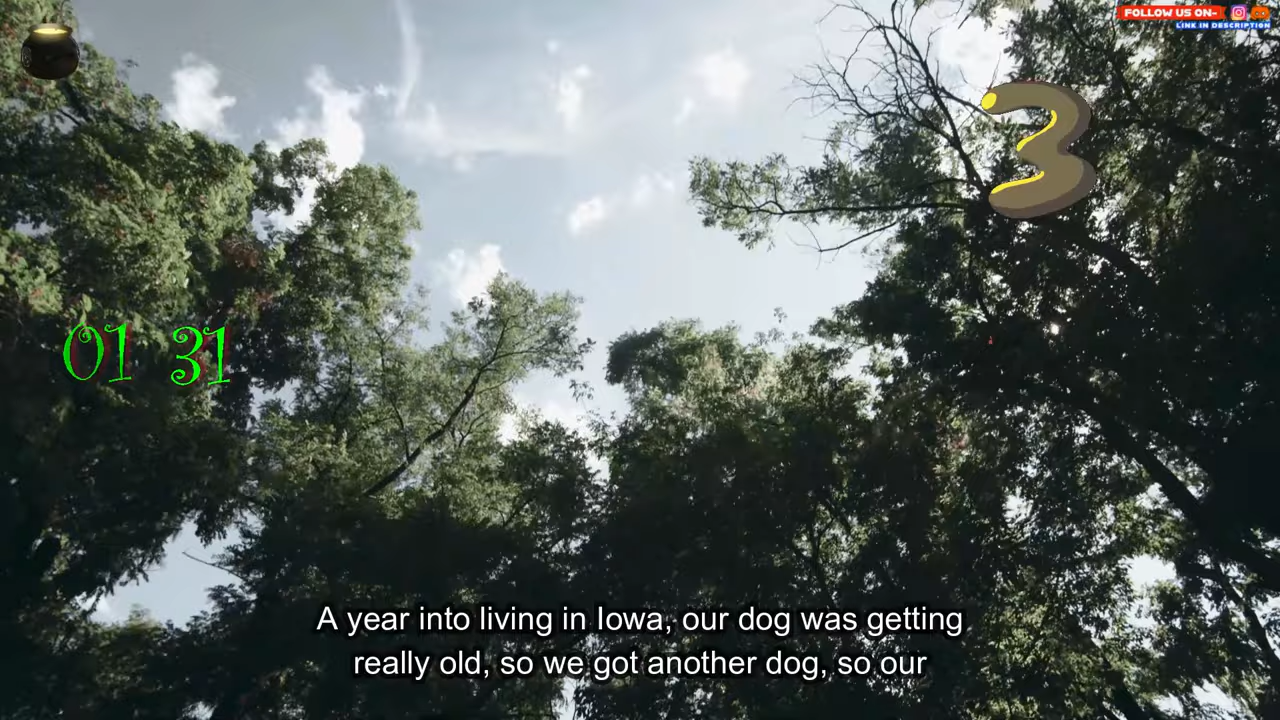 FOLLOW US ON-
LINK IN DESCRIPTION
3
01 31
A year into living in Iowa, our dog was getting
really old, so we got another dog, so our